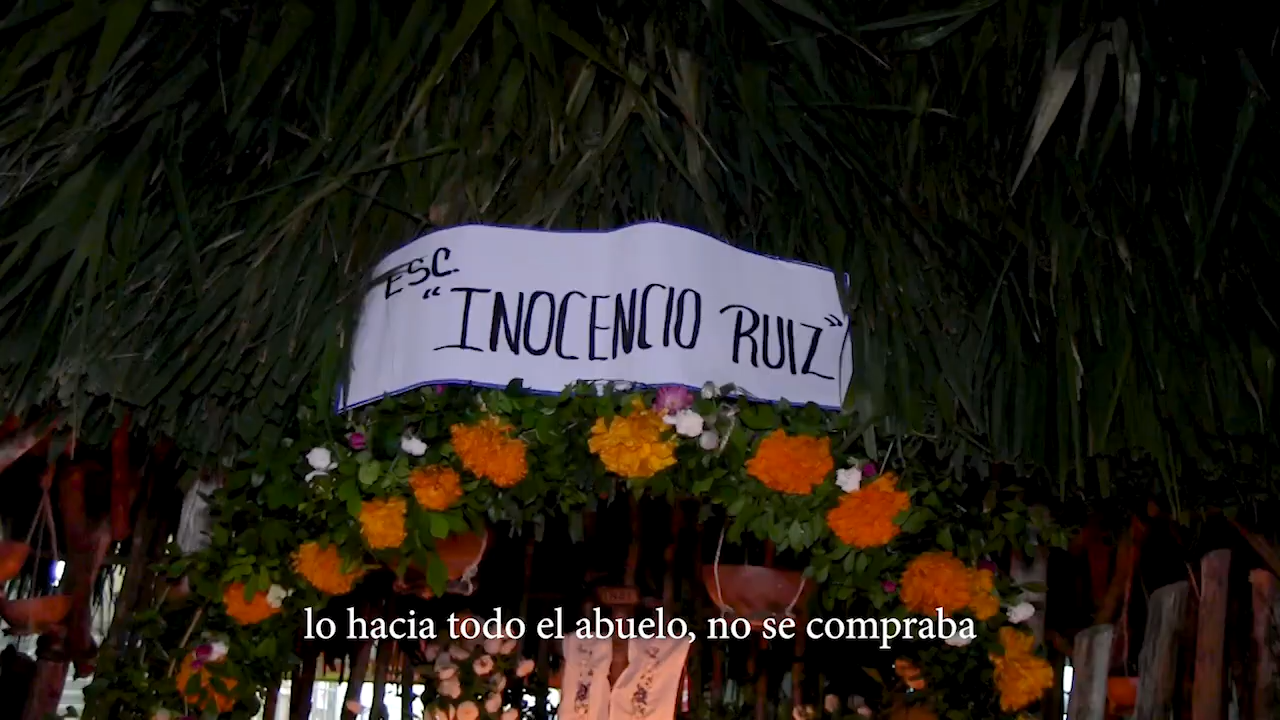 ESC.
"INOCENCIO RUIZ"
lo hacia todo el abuelo, no se compraba